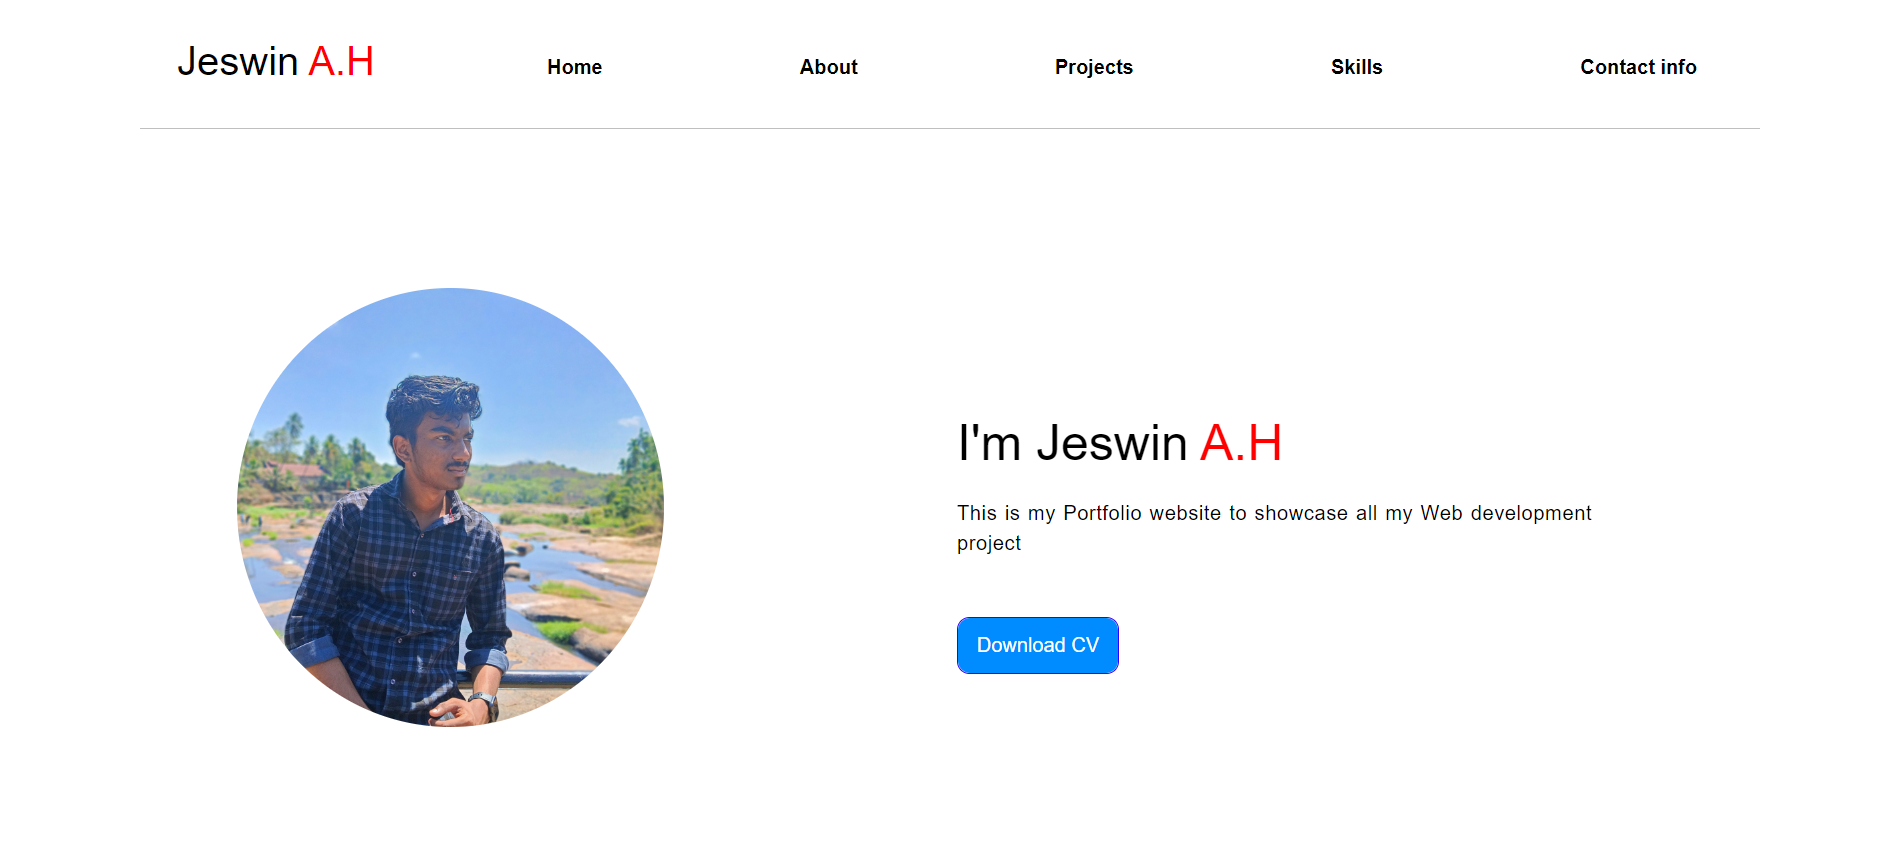 Jeswin A.H Home About Projects Skills Contact info
I'm Jeswin A.H
This is my Portfolio website to showcase all my Web development
project
Download CV